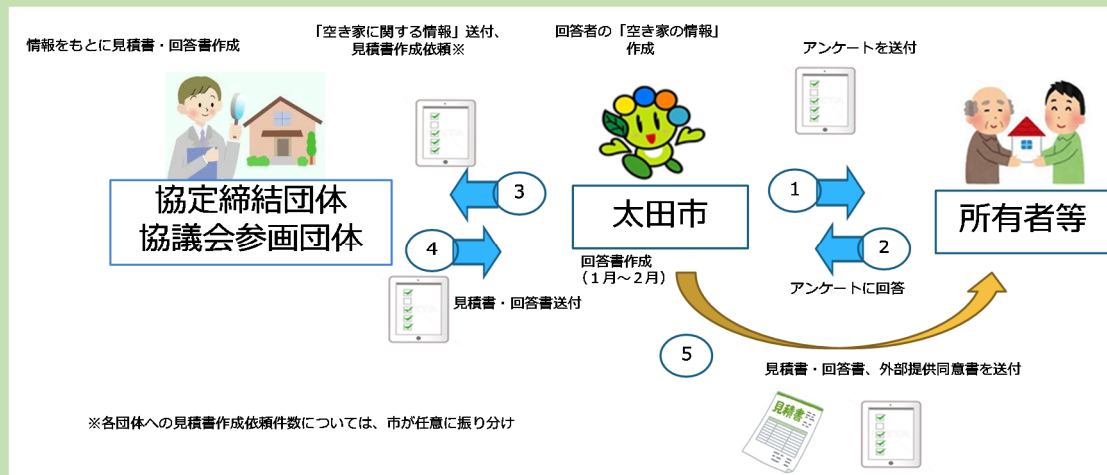 情報をもとに見積書・回答書作成
「空き家に関する情報」送付、
見積書作成依頼※
回答者の「空き家の情報」
作成
アンケートを送付
協定締結団体
協議会参画団体
3
4
見積書・回答書送付
太田市
回答書作成
（１月～２月）
1
2
アンケートに回答
所有者等
5
見積書・回答書、外部提供同意書を送付
見積書
※各団体への見積書作成依頼件数については、市が任意に振り分け